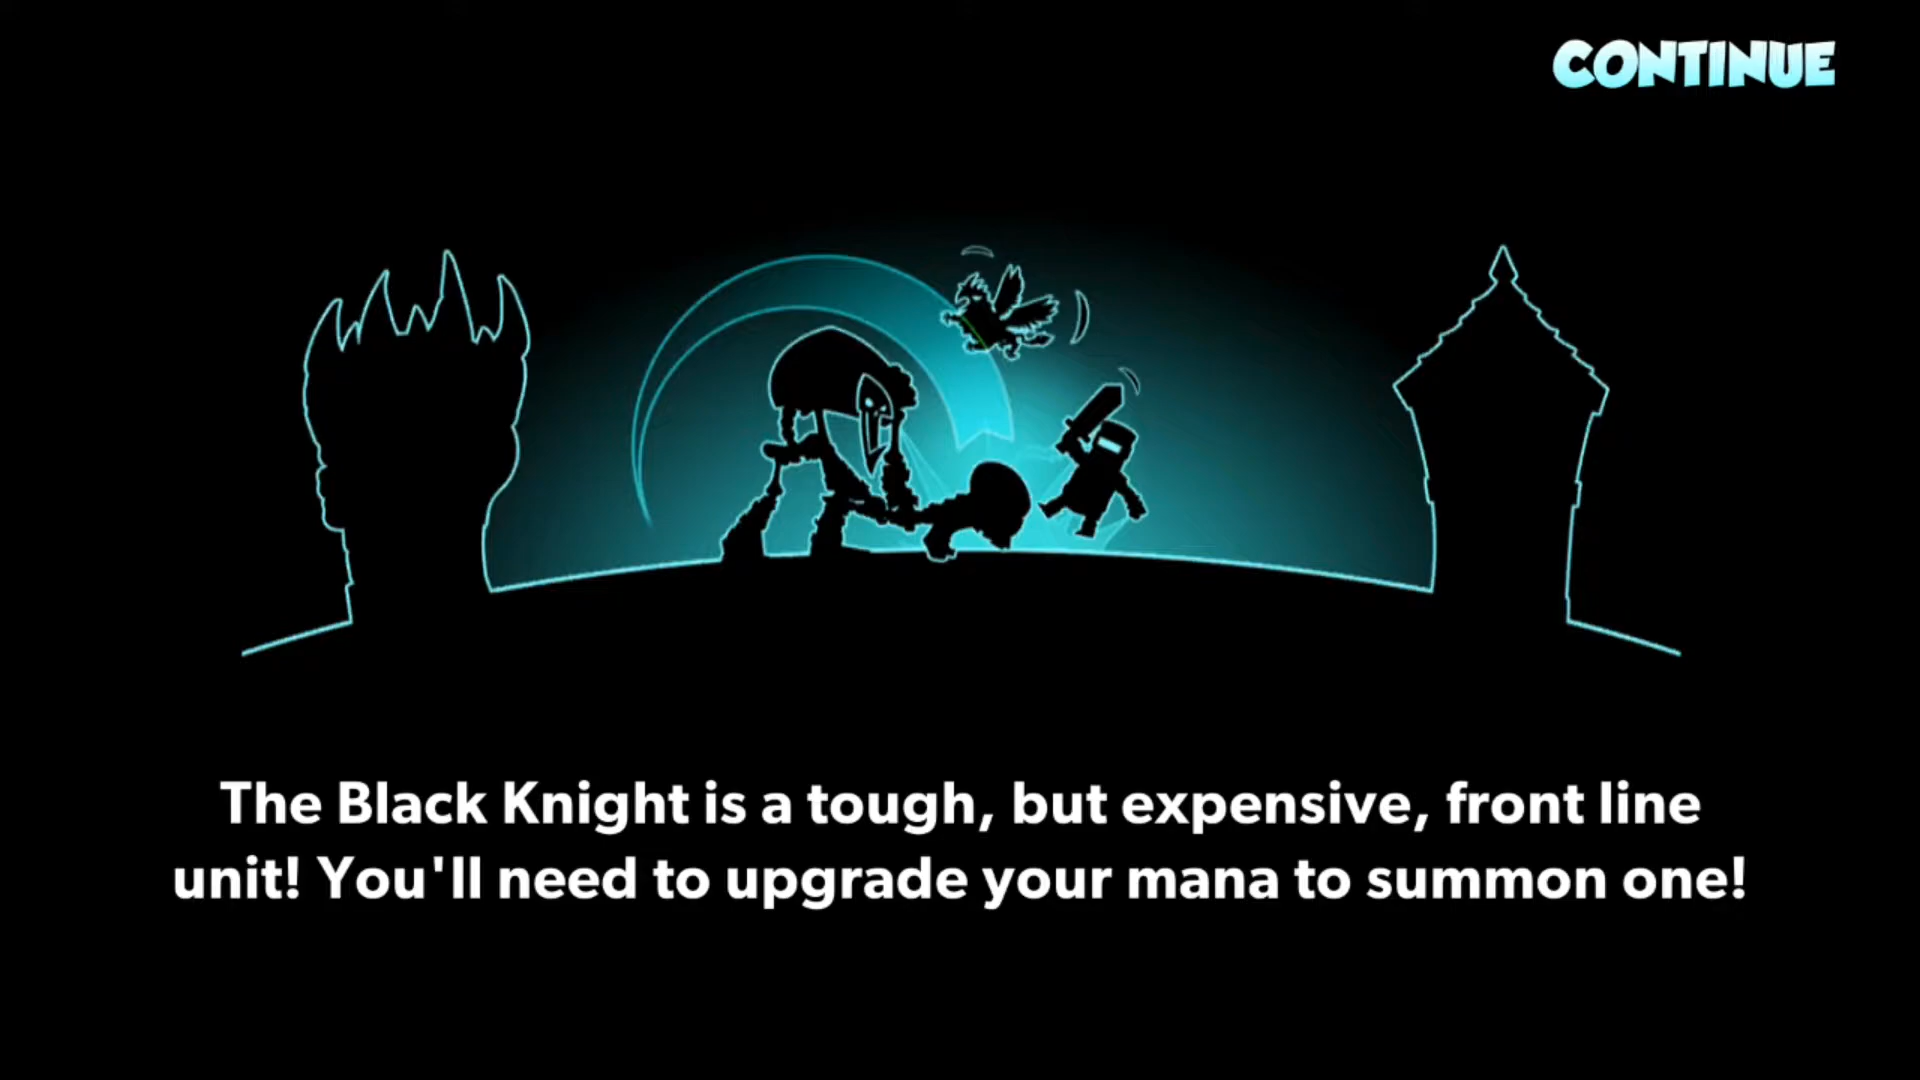 CONTINUE
The Black Knight is a tough, but expensive, front line
unit! You'll need to upgrade your mana to summon one!